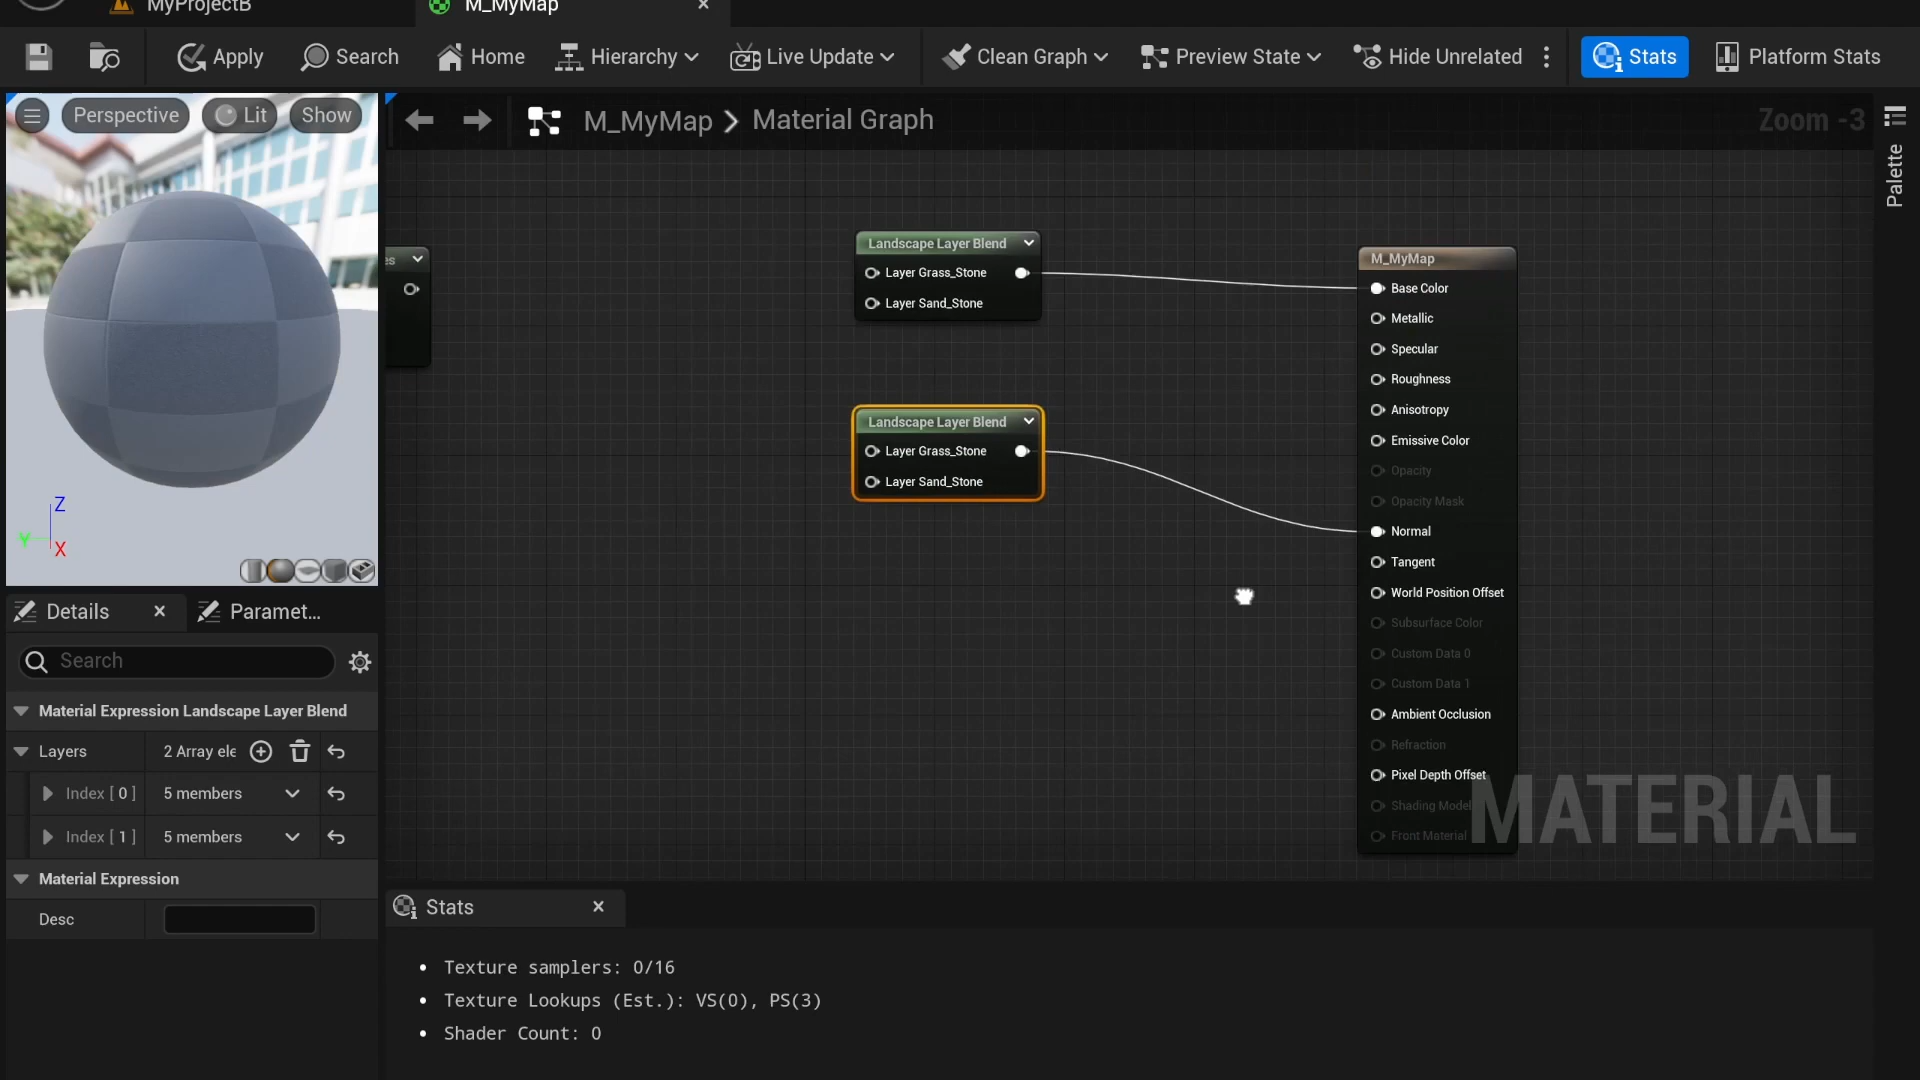 MyProjectB
M_MyMap
Apply
Search
Home
Hierarchy
Live Update
Clean Graph
Preview State
Hide Unrelated
Stats
Platform Stats
Perspective
Lit
Show
M_MyMap
Material Graph
Zoom -3
Palette
es
Landscape Layer Blend
Layer Grass_Stone
Layer Sand_Stone
Landscape Layer Blend
Layer Grass_Stone
Layer Sand_Stone
M_MyMap
Base Color
Metallic
Specular
Roughness
Anisotropy
Emissive Color
Opacity
Opacity Mask
Normal
Tangent
World Position Offset
Subsurface Color
Custom Data 0
Custom Data 1
Ambient Occlusion
Refraction
Pixel Depth Offset
Shading Model
Front Material
MATERIAL
Z
Y
X
Details
Paramet...
Search
Material Expression Landscape Layer Blend
Layers
2 Array ele
Index [ 0 ]
5 members
Index [ 1 ]
5 members
Material Expression
Desc
Stats
• Texture samplers: 0/16
• Texture Lookups (Est.): VS(0), PS(3)
• Shader Count: 0